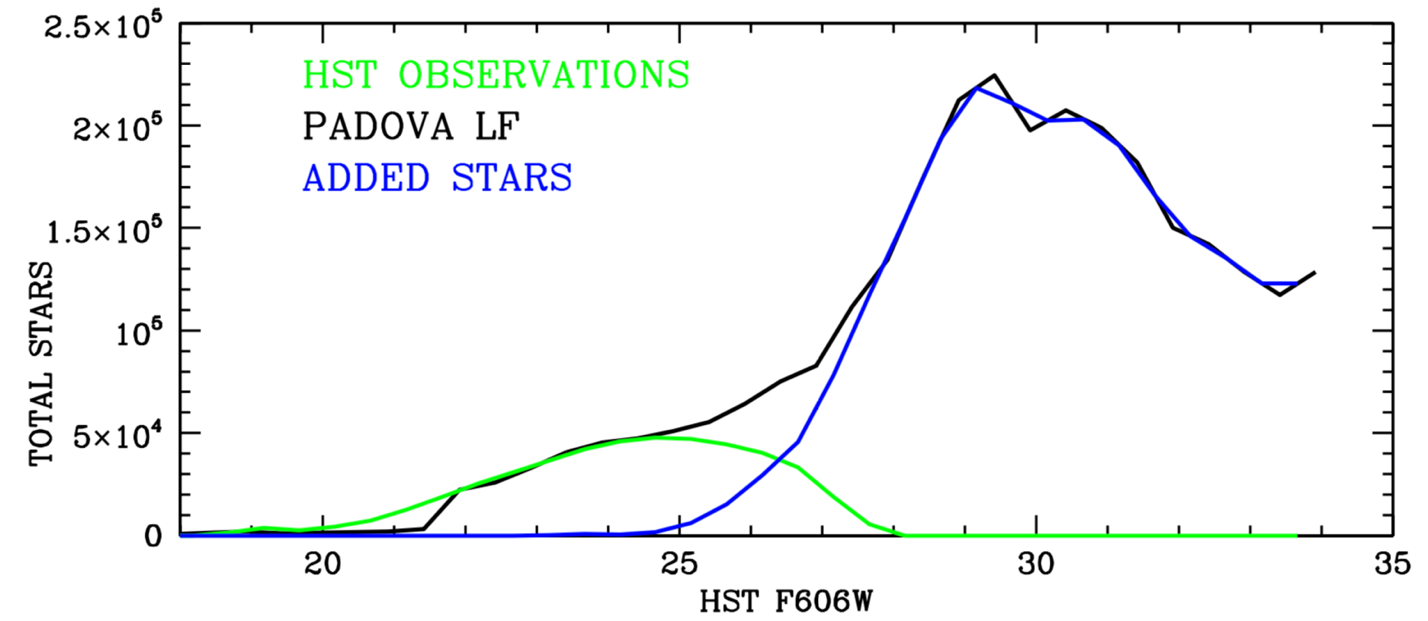 2.5×10⁵
2×10⁵
1.5×10⁵
10⁵
5×10⁴
0
TOTAL STARS
HST OBSERVATIONS
PADOVA LF
ADDED STARS
20 25 30 35
HST F606W